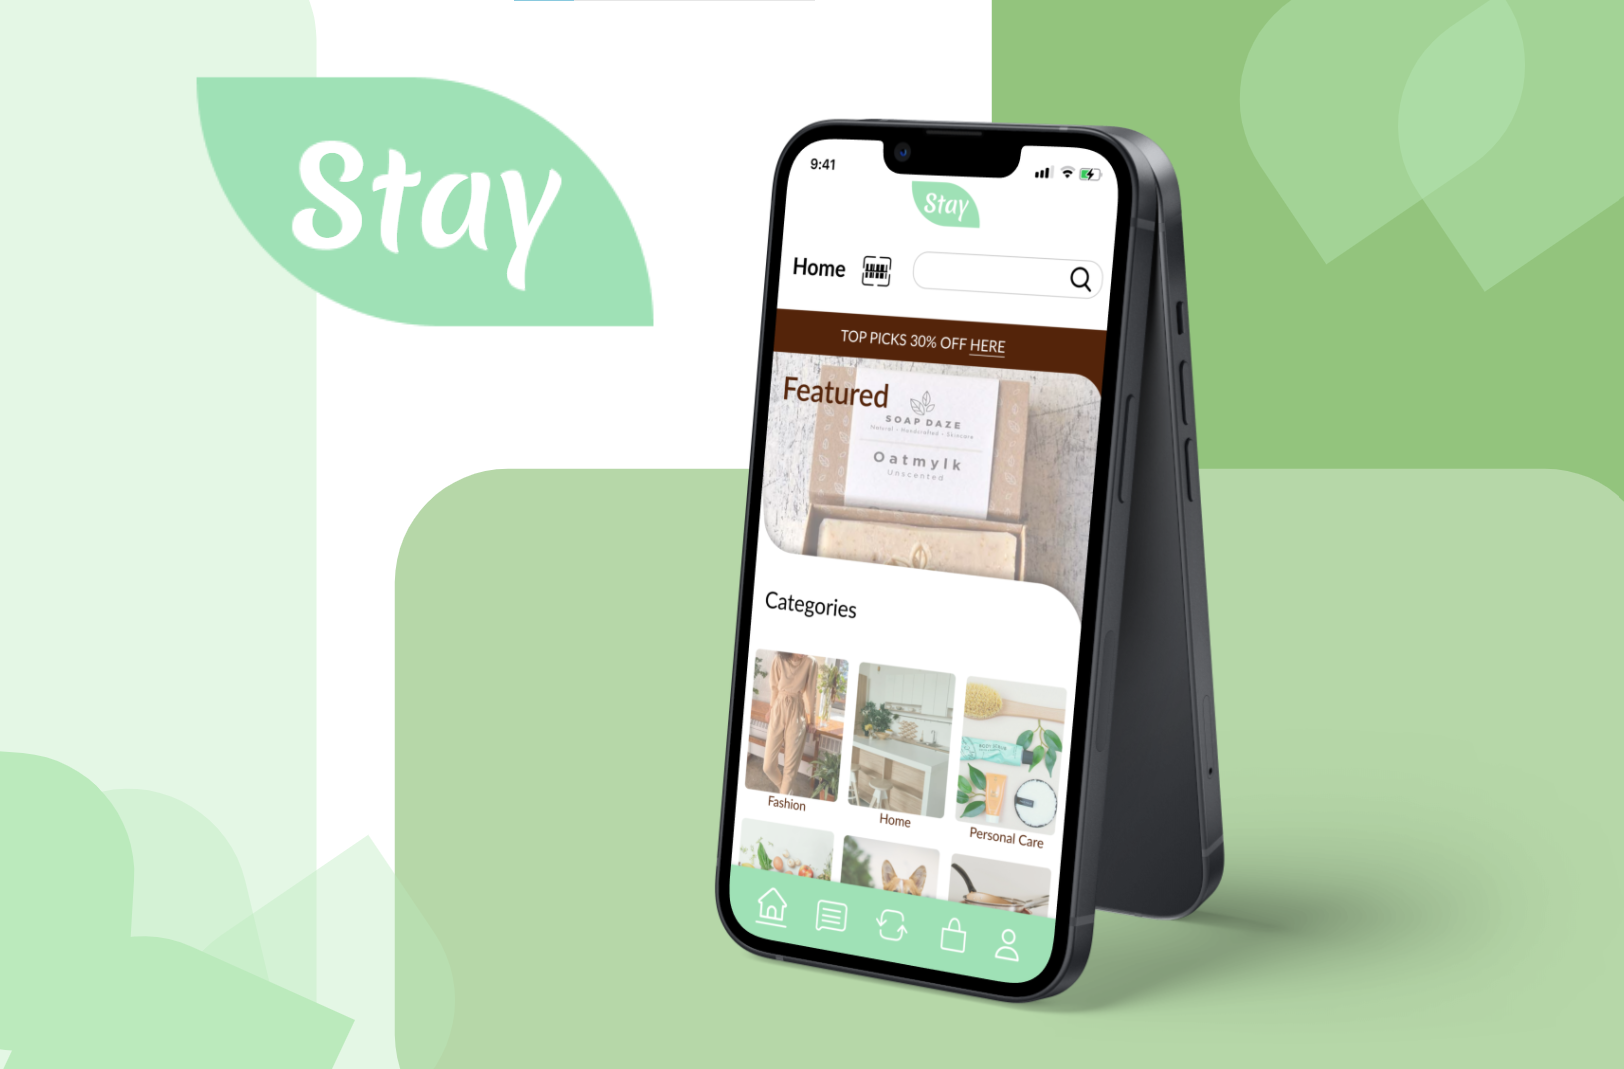 Stay
9:41
Stay
Home
TOP PICKS 30% OFF HERE
Featured
SOAP DAZE
Natural - Handcrafted - Skincare
Oatmylk
Unscented
Categories
Fashion
Home
Personal Care